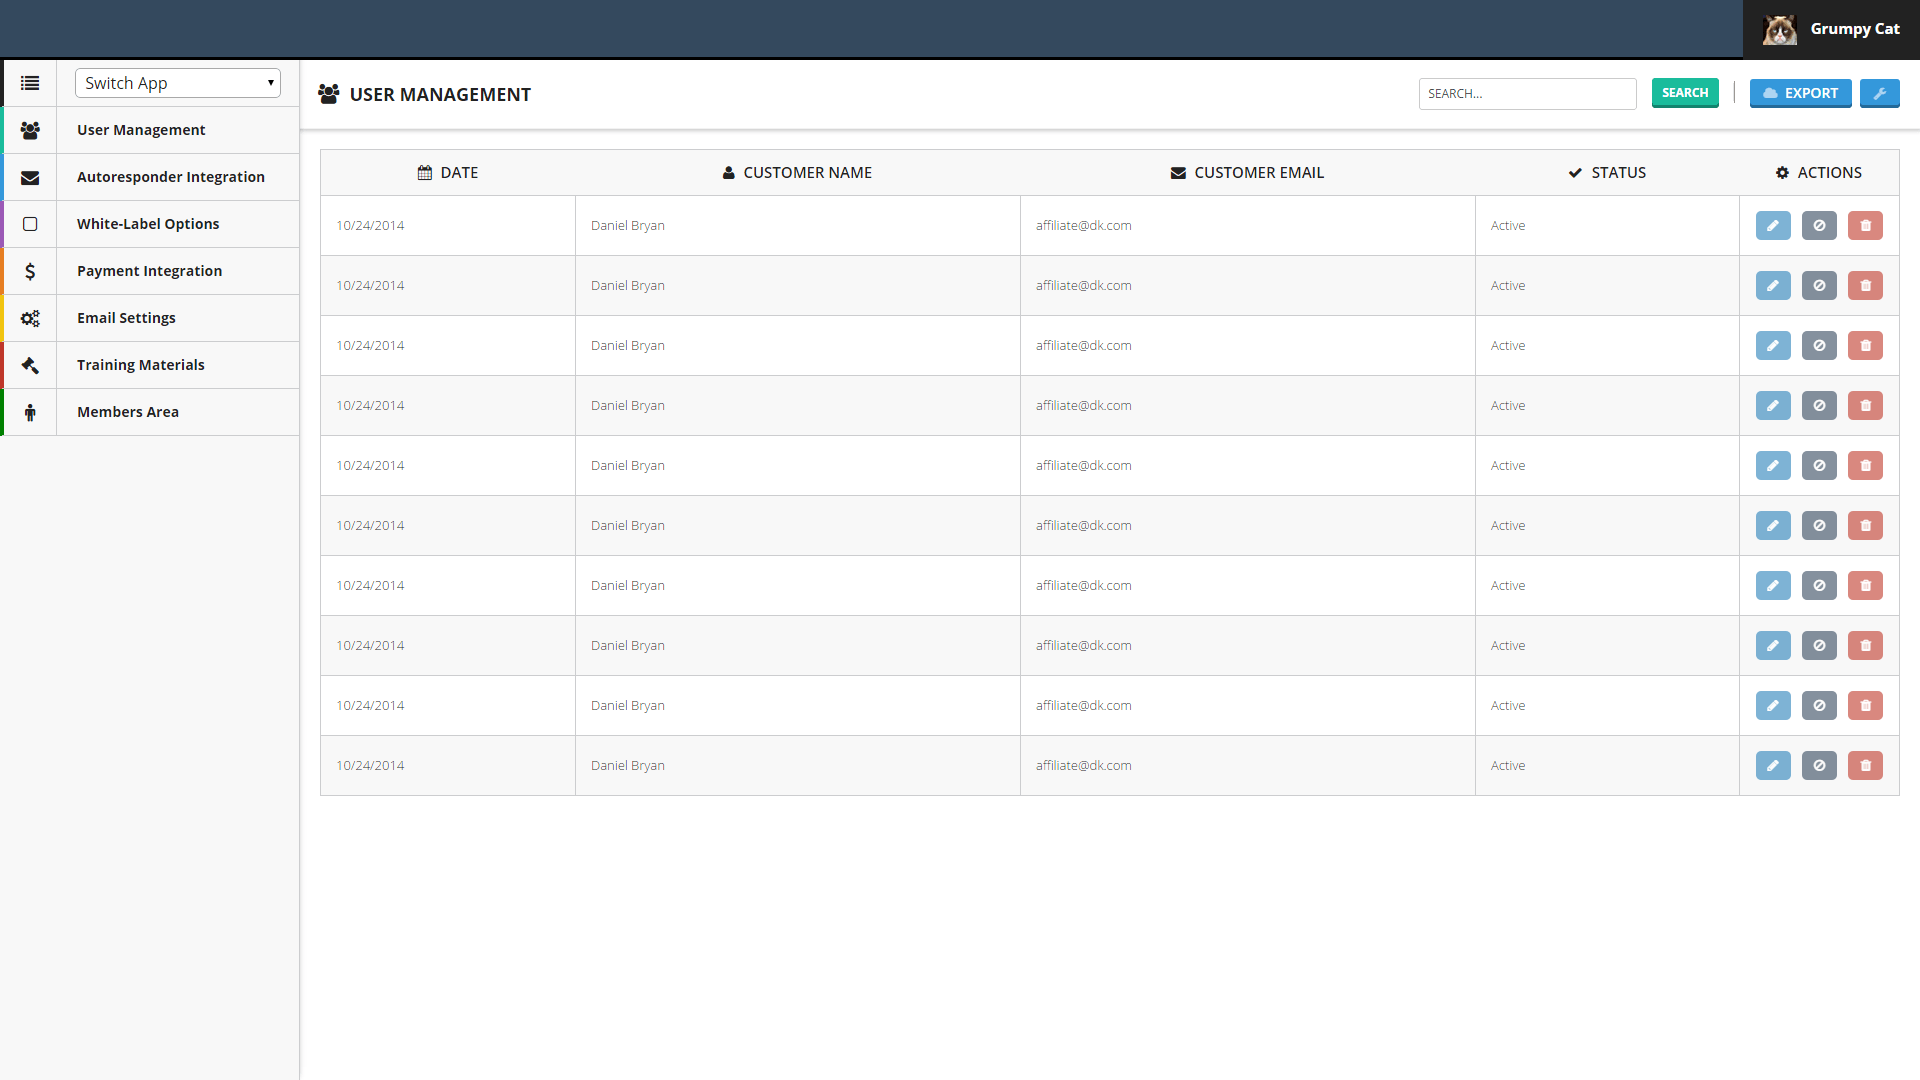 Grumpy Cat
Switch App
User Management
Autoresponder Integration
White-Label Options
Payment Integration
Email Settings
Training Materials
Members Area
USER MANAGEMENT
SEARCH...
SEARCH
EXPORT
DATE CUSTOMER NAME CUSTOMER EMAIL STATUS ACTIONS
10/24/2014 Daniel Bryan affiliate@dk.com Active
10/24/2014 Daniel Bryan affiliate@dk.com Active
10/24/2014 Daniel Bryan affiliate@dk.com Active
10/24/2014 Daniel Bryan affiliate@dk.com Active
10/24/2014 Daniel Bryan affiliate@dk.com Active
10/24/2014 Daniel Bryan affiliate@dk.com Active
10/24/2014 Daniel Bryan affiliate@dk.com Active
10/24/2014 Daniel Bryan affiliate@dk.com Active
10/24/2014 Daniel Bryan affiliate@dk.com Active
10/24/2014 Daniel Bryan affiliate@dk.com Active